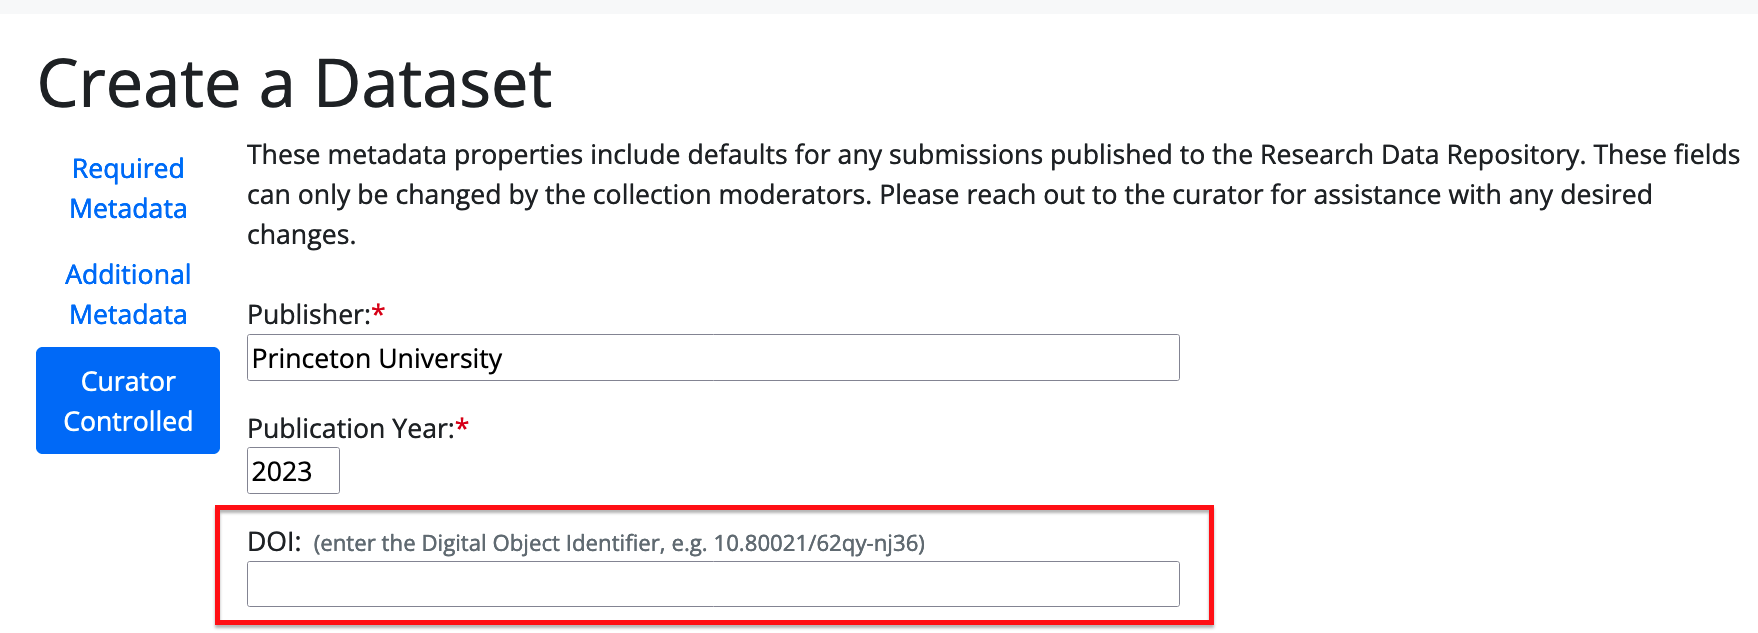 Create a Dataset
Required
Metadata
Additional
Metadata
Curator
Controlled
These metadata properties include defaults for any submissions published to the Research Data Repository. These fields
can only be changed by the collection moderators. Please reach out to the curator for assistance with any desired
changes.
Publisher:*
Princeton University
Publication Year:*
2023
DOI: (enter the Digital Object Identifier, e.g. 10.80021/62qy-nj36)